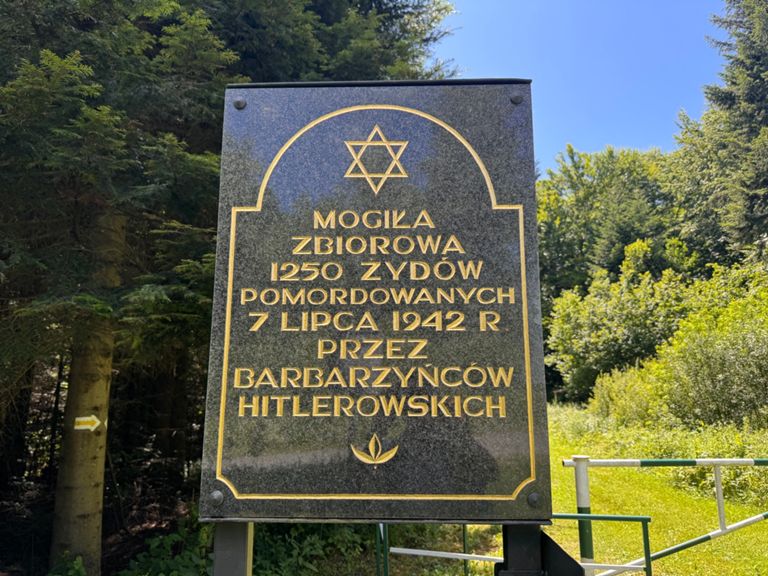 MOGIŁA
ZBIOROWA
1250 ŻYDÓW
POMORDOWANYCH
7 LIPCA 1942 R.
PRZEZ
BARBARZYŃCÓW
HITLEROWSKICH